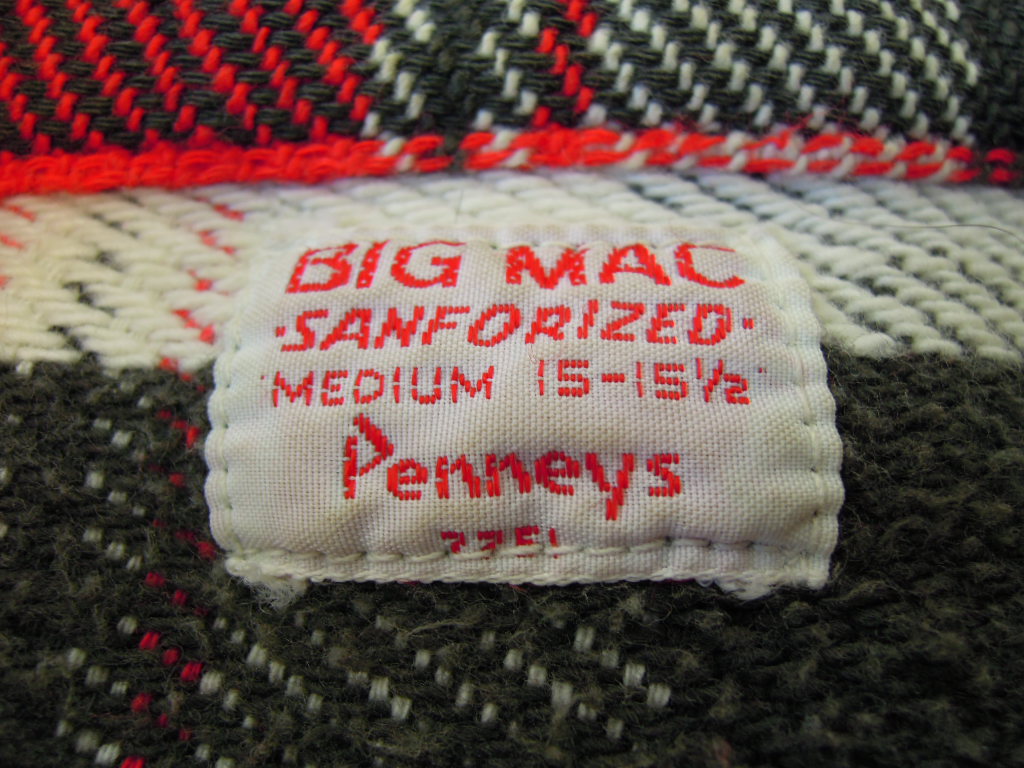 BIG MAC
·SANFORIZED·
MEDIUM 15-15½
Penneys